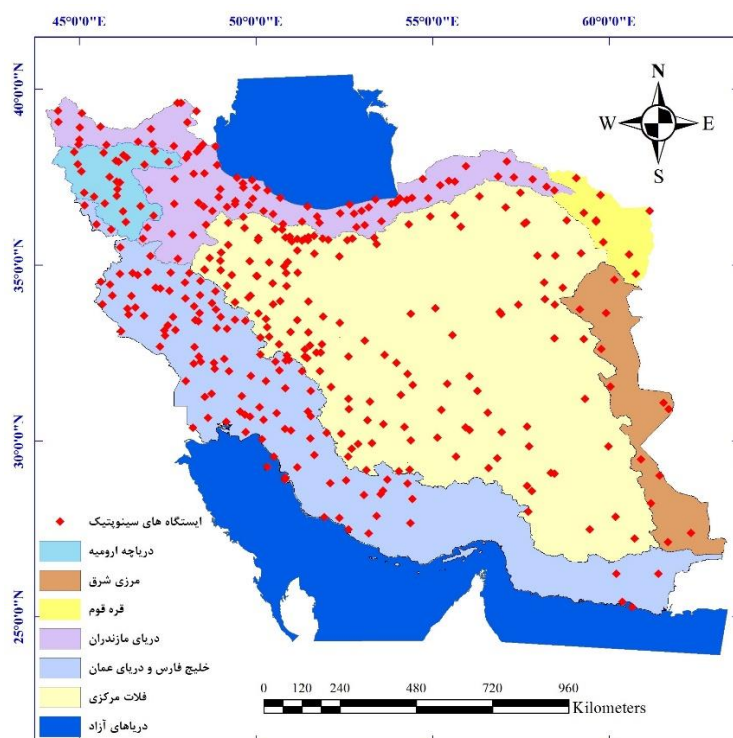 45°0'0"E 50°0'0"E 55°0'0"E 60°0'0"E
40°0'0"N
35°0'0"N
30°0'0"N
25°0'0"N
N
W E
S
ایستگاه های سینوپتیک
دریاچه ارومیه
مرزی شرق
قره قوم
دریای مازندران
خلیج فارس و دریای عمان
فلات مرکزی
دریاهای آزاد
0 120 240 480 720 960
Kilometers